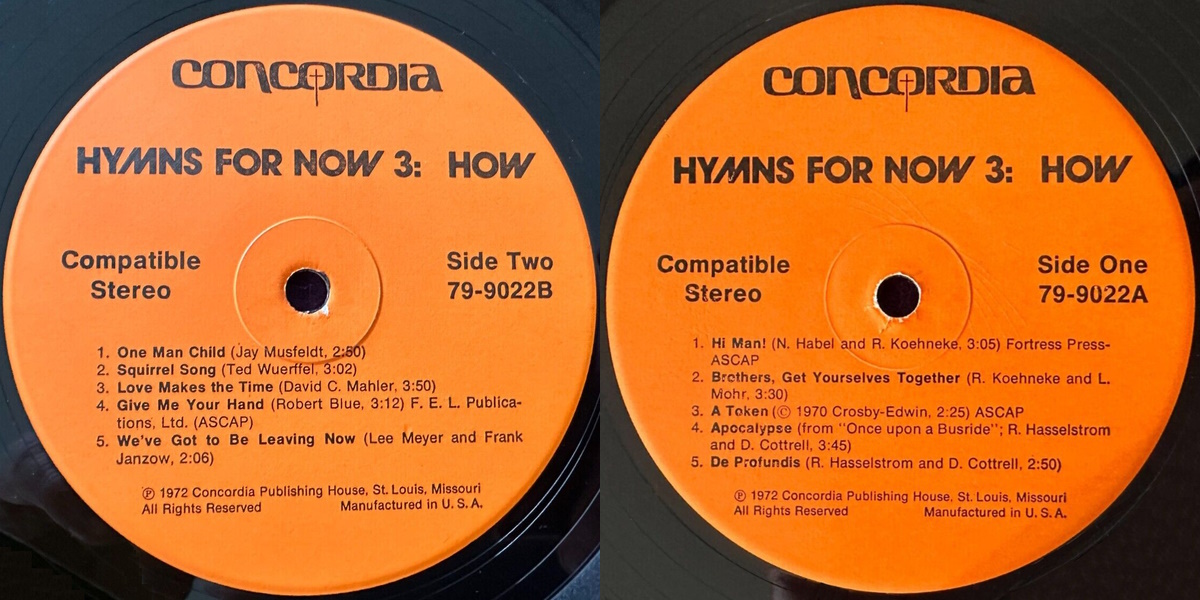 CONCORDIA
HYMNS FOR NOW 3: HOW
Compatible
Stereo
Side Two
79-9022B
1. One Man Child (Jay Musfeldt, 2:50)
2. Squirrel Song (Ted Wuerffel, 3:02)
3. Love Makes the Time (David C. Mahler, 3:50)
4. Give Me Your Hand (Robert Blue, 3:12) F. E. L. Publica-
tions, Ltd. (ASCAP)
5. We've Got to Be Leaving Now (Lee Meyer and Frank
Janzow, 2:06)
℗ 1972 Concordia Publishing House, St. Louis, Missouri
All Rights Reserved Manufactured in U. S. A.
CONCORDIA
HYMNS FOR NOW 3: HOW
Compatible
Stereo
Side One
79-9022A
1. Hi Man! (N. Habel and R. Koehneke, 3:05) Fortress Press-
ASCAP
2. Brothers, Get Yourselves Together (R. Koehneke and L.
Mohr, 3:30)
3. A Token (© 1970 Crosby-Edwin, 2:25) ASCAP
4. Apocalypse (from "Once upon a Busride"; R. Hasselstrom
and D. Cottrell, 3:45)
5. De Profundis (R. Hasselstrom and D. Cottrell, 2:50)
℗ 1972 Concordia Publishing House, St. Louis, Missouri
All Rights Reserved Manufactured in U. S. A.